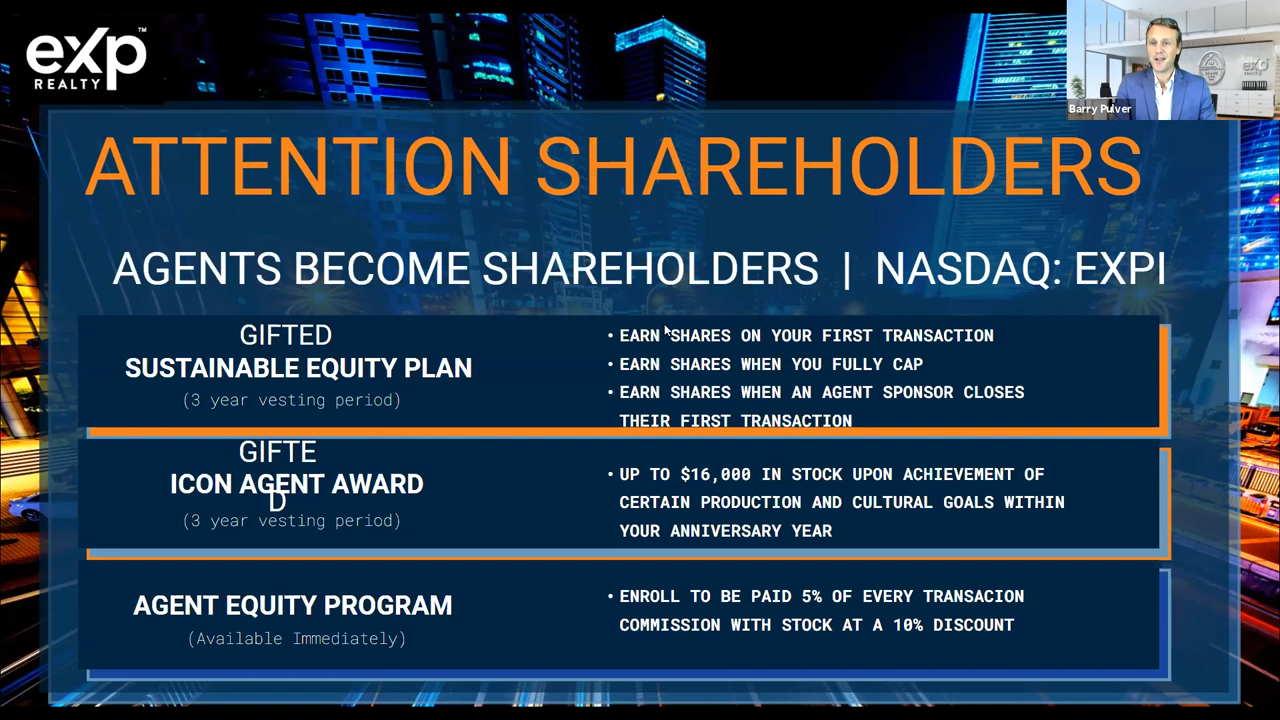 eXp™
REALTY
Barry Pulver
ATTENTION SHAREHOLDERS
AGENTS BECOME SHAREHOLDERS | NASDAQ: EXPI
GIFTED
SUSTAINABLE EQUITY PLAN
(3 year vesting period)
• EARN SHARES ON YOUR FIRST TRANSACTION
• EARN SHARES WHEN YOU FULLY CAP
• EARN SHARES WHEN AN AGENT SPONSOR CLOSES
THEIR FIRST TRANSACTION
GIFTE
D
ICON AGENT AWARD
(3 year vesting period)
• UP TO $16,000 IN STOCK UPON ACHIEVEMENT OF
CERTAIN PRODUCTION AND CULTURAL GOALS WITHIN
YOUR ANNIVERSARY YEAR
AGENT EQUITY PROGRAM
(Available Immediately)
• ENROLL TO BE PAID 5% OF EVERY TRANSACION
COMMISSION WITH STOCK AT A 10% DISCOUNT